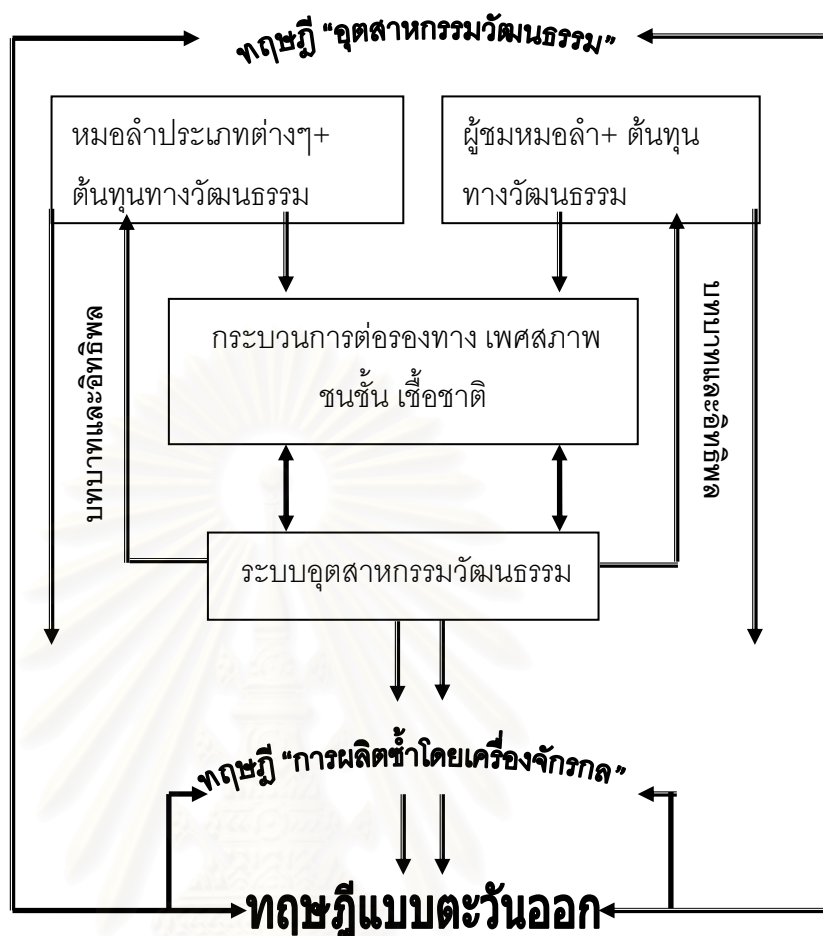 ทฤษฎี “อุตสาหกรรมวัฒนธรรม”
หมอลำประเภทต่างๆ+
ต้นทุนทางวัฒนธรรม
ผู้ชมหมอลำ+ ต้นทุน
ทางวัฒนธรรม
บทบาทและอิทธิพล
กระบวนการต่อรองทาง เพศสภาพ
ชนชั้น เชื้อชาติ
บทบาทและอิทธิพล
ระบบอุตสาหกรรมวัฒนธรรม
ทฤษฎี “การผลิตซ้ำโดยเครื่องจักรกล”
ทฤษฎีแบบตะวันออก